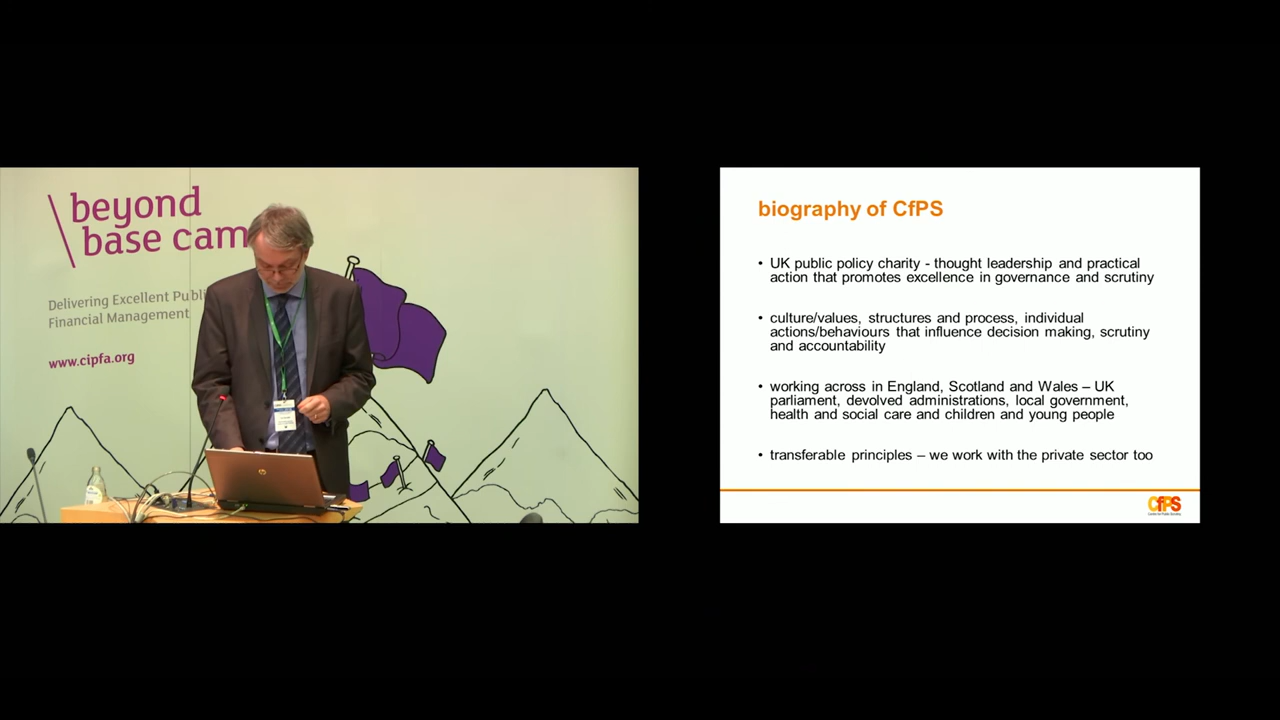 beyond
base cam
Delivering Excellent Publi
Financial Management
www.cipfa.org
biography of CfPS
• UK public policy charity - thought leadership and practical
action that promotes excellence in governance and scrutiny
• culture/values, structures and process, individual
actions/behaviours that influence decision making, scrutiny
and accountability
• working across in England, Scotland and Wales – UK
parliament, devolved administrations, local government,
health and social care and children and young people
• transferable principles – we work with the private sector too
CfPS
Centre for Public Scrutiny